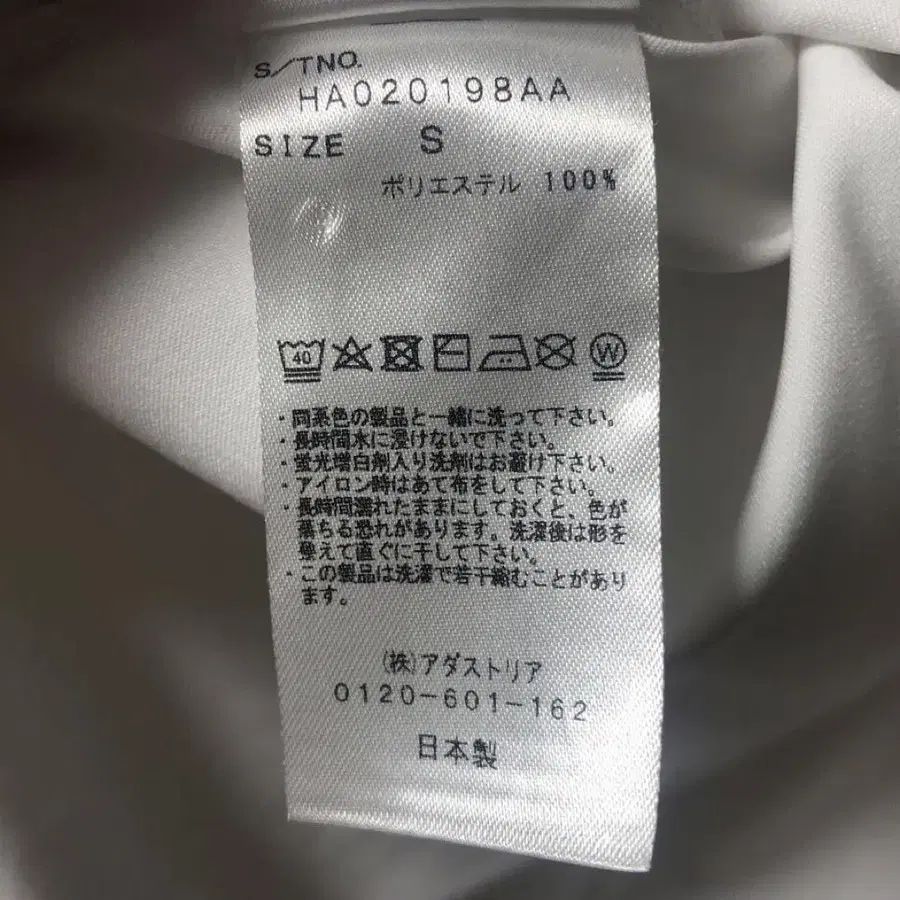 S/TNO.
HA020198AA
SIZE S
ポリエステル 100%
40 W
・同系色の製品と一緒に洗って下さい。
・長時間水に浸けないで下さい。
・蛍光増白剤入り洗剤はお避け下さい。
・アイロン時はあて布をして下さい。
・長時間濡れたままにしておくと、色が
落ちる恐れがあります。洗濯後は形を
整えて直ぐに干して下さい。
・この製品は洗濯で若干縮むことがあり
ます。
(株)アダストリア
0120-601-162
日本製